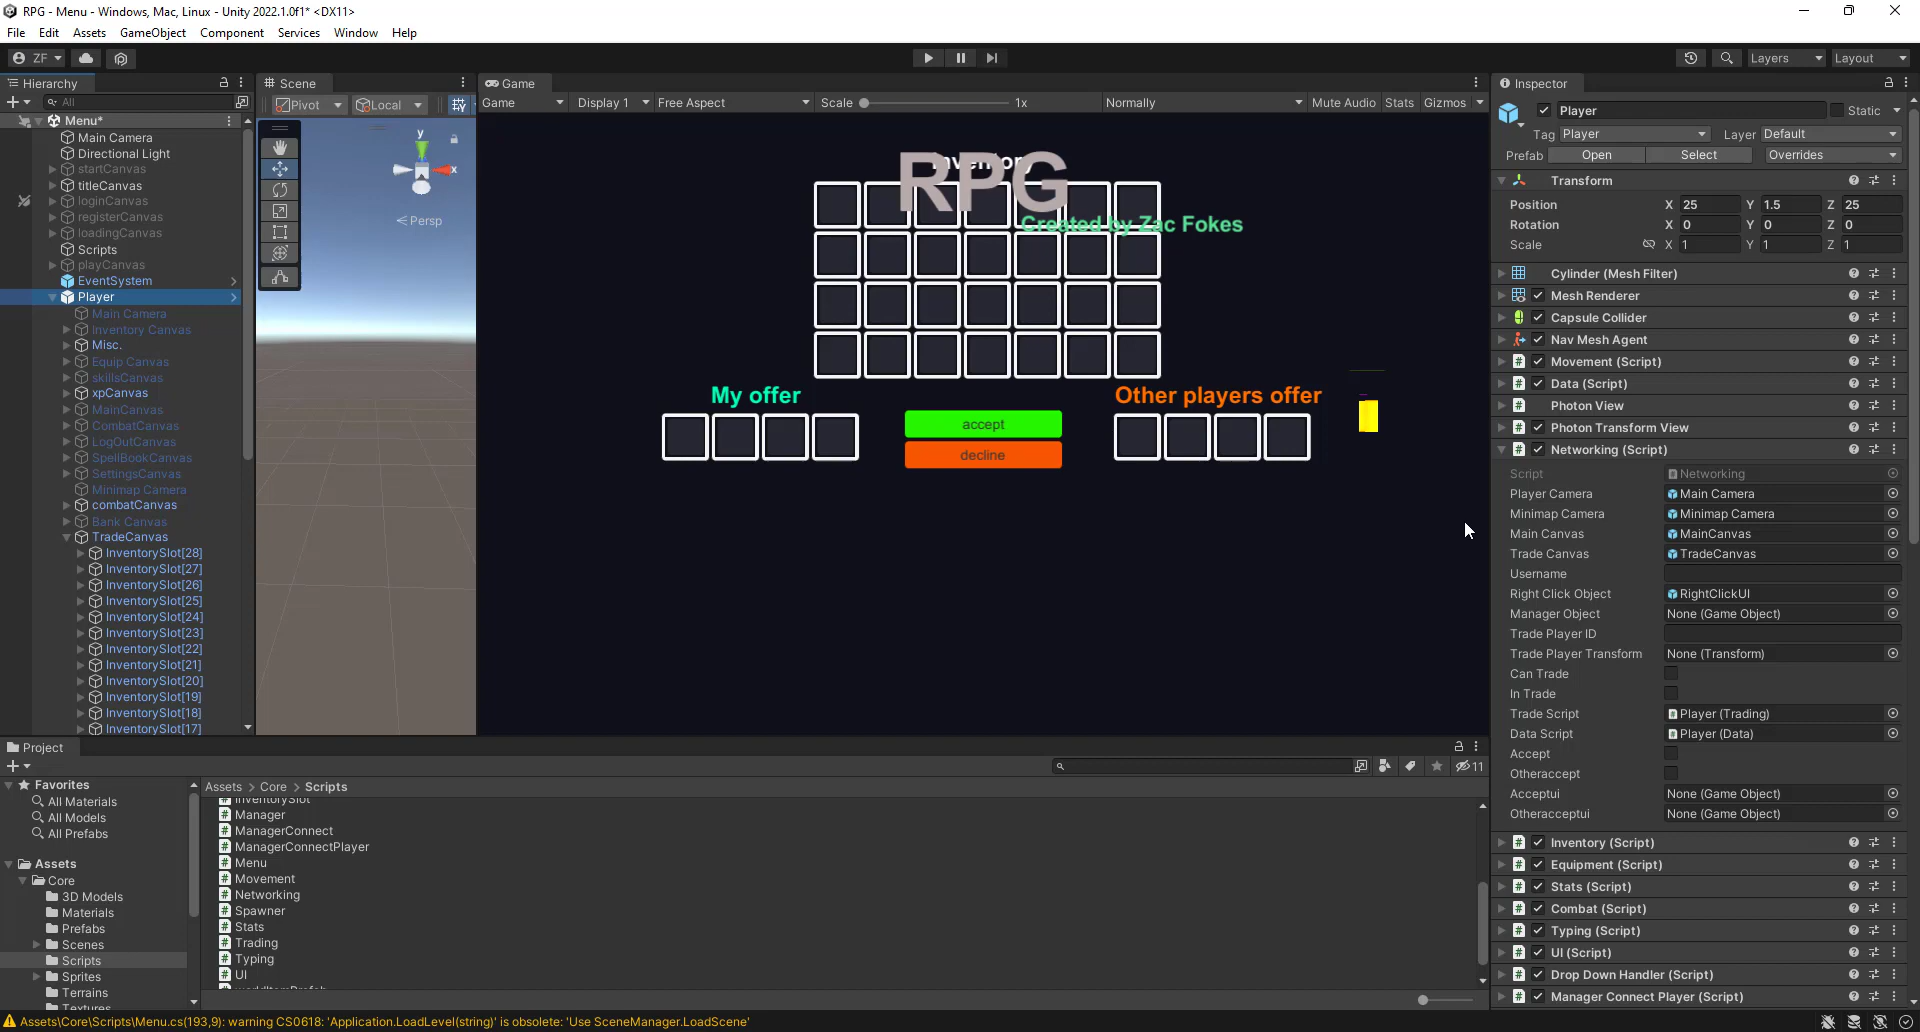 RPG - Menu - Windows, Mac, Linux - Unity 2022.1.0f1* <DX11>
File Edit Assets GameObject Component Services Window Help
ZF
Layers
Layout
Hierarchy
All
Menu*
Main Camera
Directional Light
startCanvas
titleCanvas
loginCanvas
registerCanvas
loadingCanvas
Scripts
playCanvas
EventSystem
Player
Main Camera
Inventory Canvas
Misc.
Equip Canvas
skillsCanvas
xpCanvas
MainCanvas
CombatCanvas
LogOutCanvas
SpellBookCanvas
SettingsCanvas
Minimap Camera
combatCanvas
Bank Canvas
TradeCanvas
InventorySlot[28]
InventorySlot[27]
InventorySlot[26]
InventorySlot[25]
InventorySlot[24]
InventorySlot[23]
InventorySlot[22]
InventorySlot[21]
InventorySlot[20]
InventorySlot[19]
InventorySlot[18]
InventorySlot[17]
Scene
Pivot
Local
y
x
Persp
Game
Game
Display 1
Free Aspect
Scale
1x
Normally
Mute Audio
Stats
Gizmos
Inventory
RPG
Created by Zac Fokes
My offer
accept
decline
Other players offer
Inspector
Player
Static
Tag Player
Layer Default
Prefab
Open
Select
Overrides
Transform
Position X 25 Y 1.5 Z 25
Rotation X 0 Y 0 Z 0
Scale X 1 Y 1 Z 1
Cylinder (Mesh Filter)
Mesh Renderer
Capsule Collider
Nav Mesh Agent
Movement (Script)
Data (Script)
Photon View
Photon Transform View
Networking (Script)
Script Networking
Player Camera Main Camera
Minimap Camera Minimap Camera
Main Canvas MainCanvas
Trade Canvas TradeCanvas
Username
Right Click Object RightClickUI
Manager Object None (Game Object)
Trade Player ID
Trade Player Transform None (Transform)
Can Trade
In Trade
Trade Script Player (Trading)
Data Script Player (Data)
Accept
Otheraccept
Acceptui None (Game Object)
Otheracceptui None (Game Object)
Inventory (Script)
Equipment (Script)
Stats (Script)
Combat (Script)
Typing (Script)
UI (Script)
Drop Down Handler (Script)
Manager Connect Player (Script)
Project
11
Favorites
All Materials
All Models
All Prefabs
Assets
Core
3D Models
Materials
Prefabs
Scenes
Scripts
Sprites
Terrains
Textures
Assets > Core > Scripts
InventorySlot
Manager
ManagerConnect
ManagerConnectPlayer
Menu
Movement
Networking
Spawner
Stats
Trading
Typing
UI
worldItemPrefab
Assets\Core\Scripts\Menu.cs(193,9): warning CS0618: 'Application.LoadLevel(string)' is obsolete: 'Use SceneManager.LoadScene'